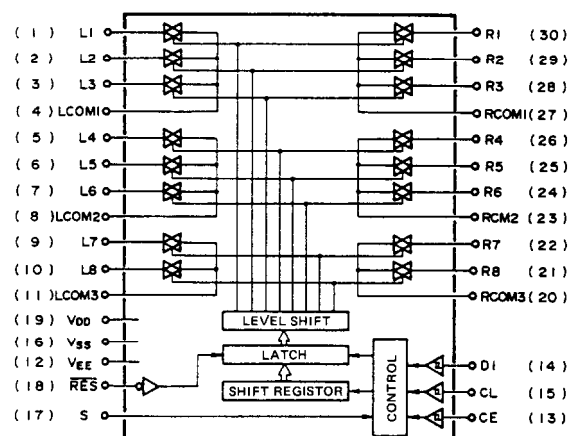 ( 1 ) L1 R1 (30)
( 2 ) L2 R2 (29)
( 3 ) L3 R3 (28)
( 4 ) LCOM1 RCOM1 (27)
( 5 ) L4 R4 (26)
( 6 ) L5 R5 (25)
( 7 ) L6 R6 (24)
( 8 ) LCOM2 RCM2 (23)
( 9 ) L7 R7 (22)
(10) L8 R8 (21)
(11) LCOM3 RCOM3 (20)
(19) VDD LEVEL SHIFT
(16) VSS
(12) VEE LATCH DI (14)
(18) RES SHIFT REGISTOR CONTROL CL (15)
(17) S CE (13)